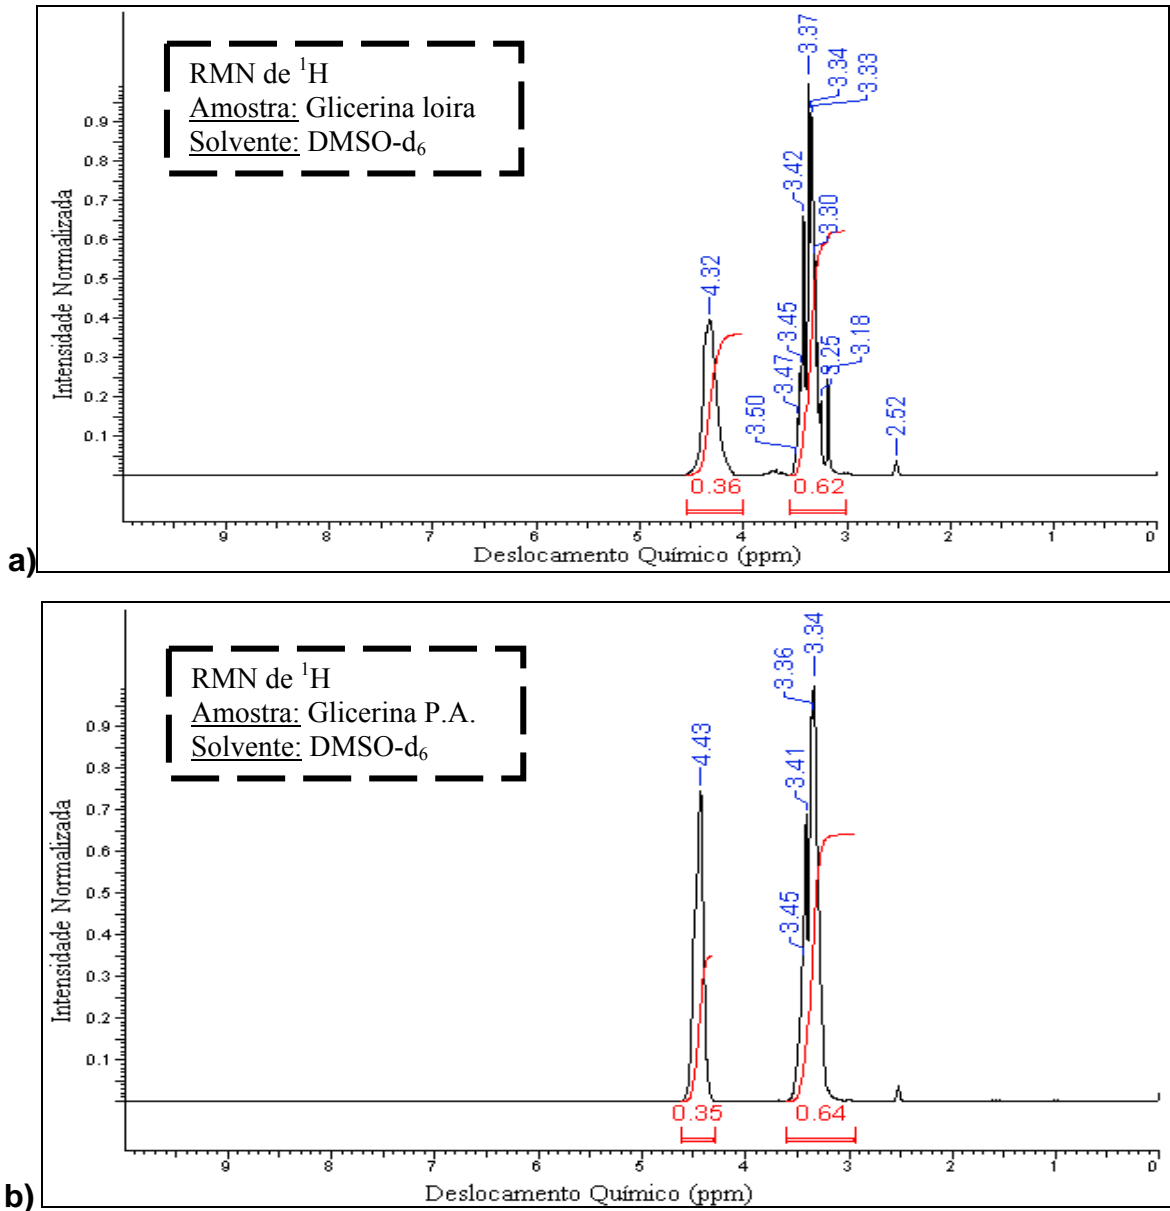 RMN de ¹H
Amostra: Glicerina loira
Solvente: DMSO-d₆
Intensidade Normalizada
0.9
0.8
0.7
0.6
0.5
0.4
0.3
0.2
0.1
4.32
3.50
3.47
3.45
3.42
3.37
3.34
3.33
3.30
3.25
3.18
2.52
0.36
0.62
9 8 7 6 5 4 3 2 1 0
Deslocamento Químico (ppm)
a)
RMN de ¹H
Amostra: Glicerina P.A.
Solvente: DMSO-d₆
Intensidade Normalizada
0.9
0.8
0.7
0.6
0.5
0.4
0.3
0.2
0.1
4.43
3.45
3.41
3.36
3.34
0.35
0.64
9 8 7 6 5 4 3 2 1 0
Deslocamento Químico (ppm)
b)